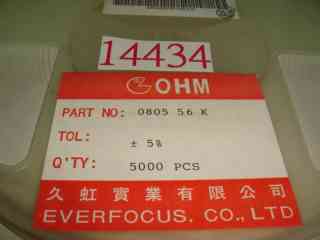 14434
OHM
PART NO: 0805 56 K
TOL: ± 5%
Q'TY: 5000 PCS
久虹實業有限公司
EVERFOCUS. CO., LTD